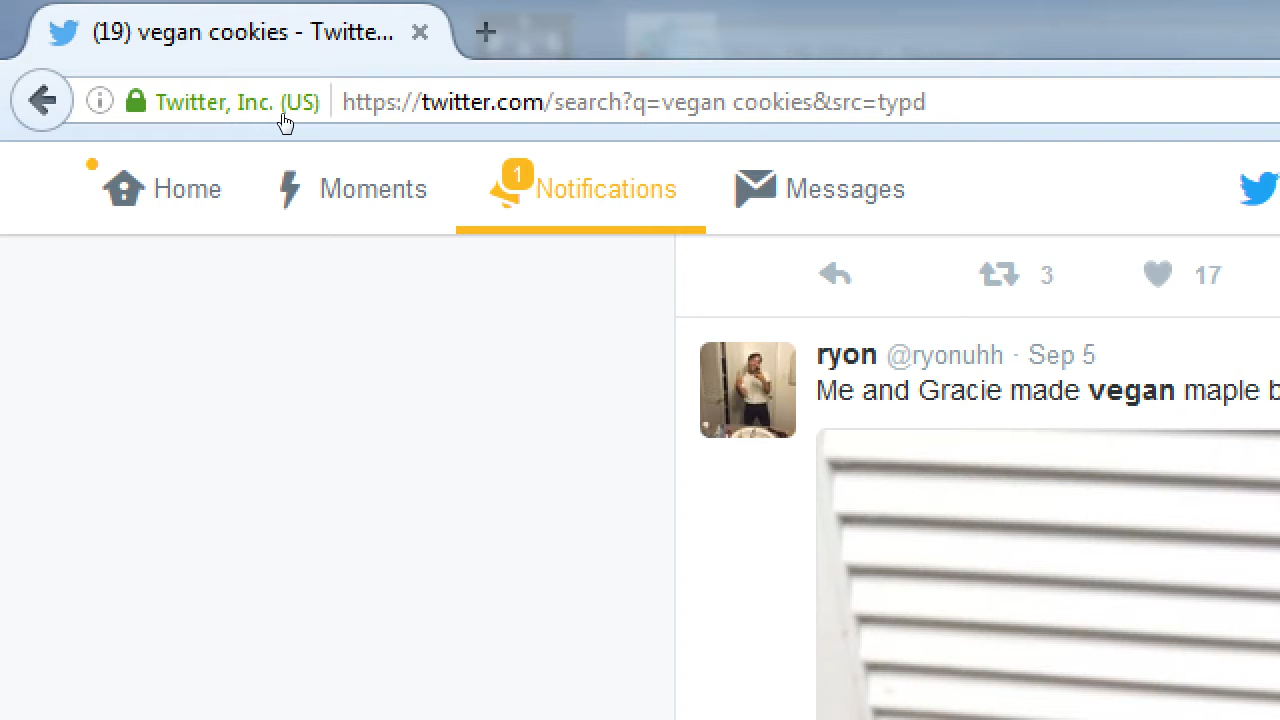 (19) vegan cookies - Twitte...
Twitter, Inc. (US) https://twitter.com/search?q=vegan cookies&src=typd
Home Moments 1 Notifications Messages
3 17
ryon @ryonuhh · Sep 5
Me and Gracie made vegan maple b